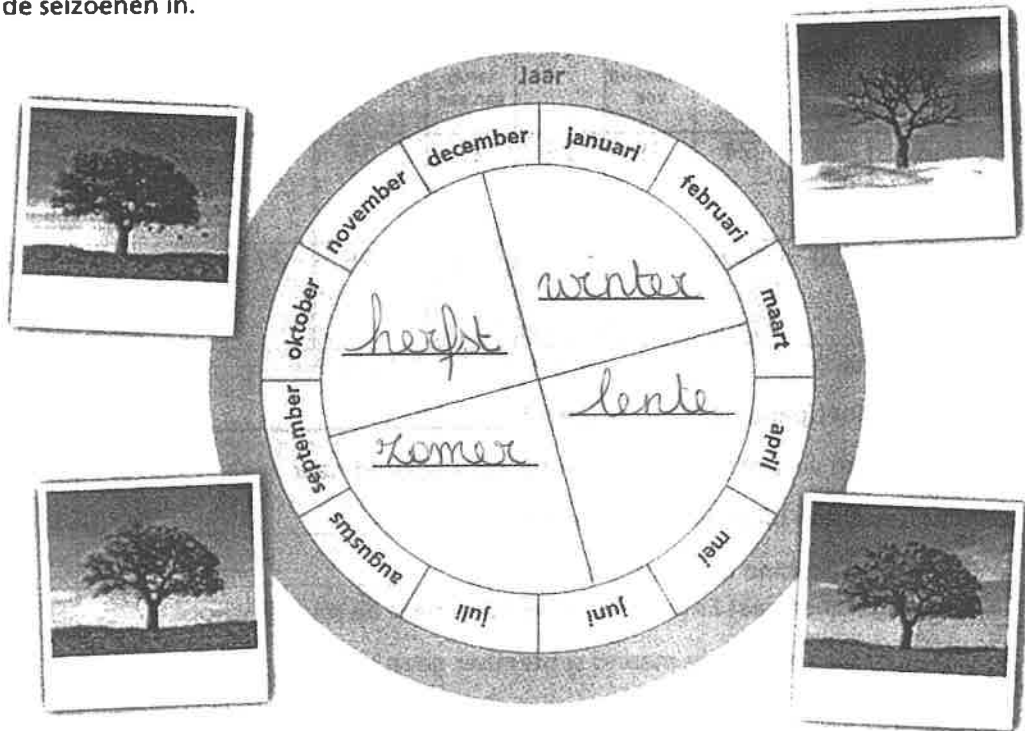 de seizoenen in.
Jaar
januari
februari
maart
april
mei
juni
juli
augustus
september
oktober
november
december
winter
herfst
lente
zomer